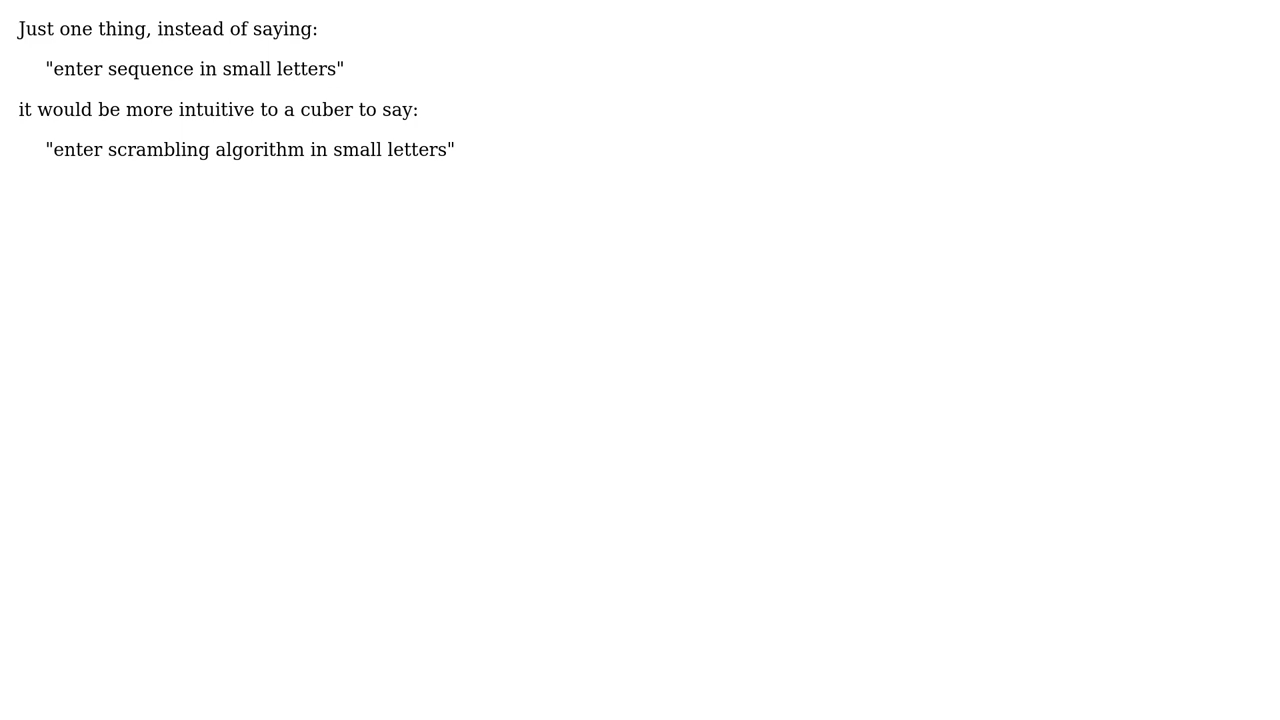 Just one thing, instead of saying:
"enter sequence in small letters"
it would be more intuitive to a cuber to say:
"enter scrambling algorithm in small letters"